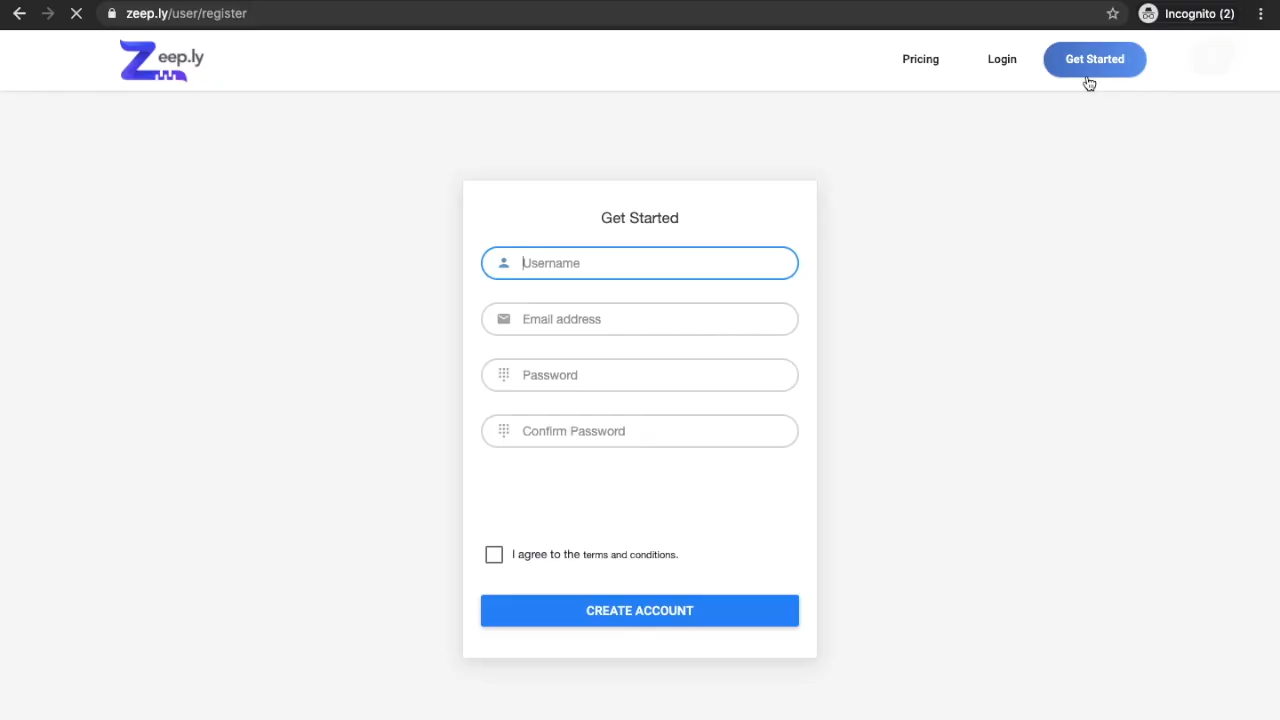 zeep.ly/user/register
Incognito (2)
Zeep.ly
Pricing
Login
Get Started
Get Started
Username
Email address
Password
Confirm Password
I agree to the terms and conditions.
CREATE ACCOUNT